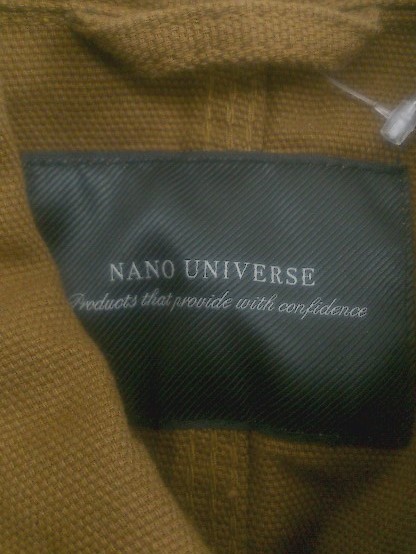 NANO UNIVERSE
Products that provide with confidence